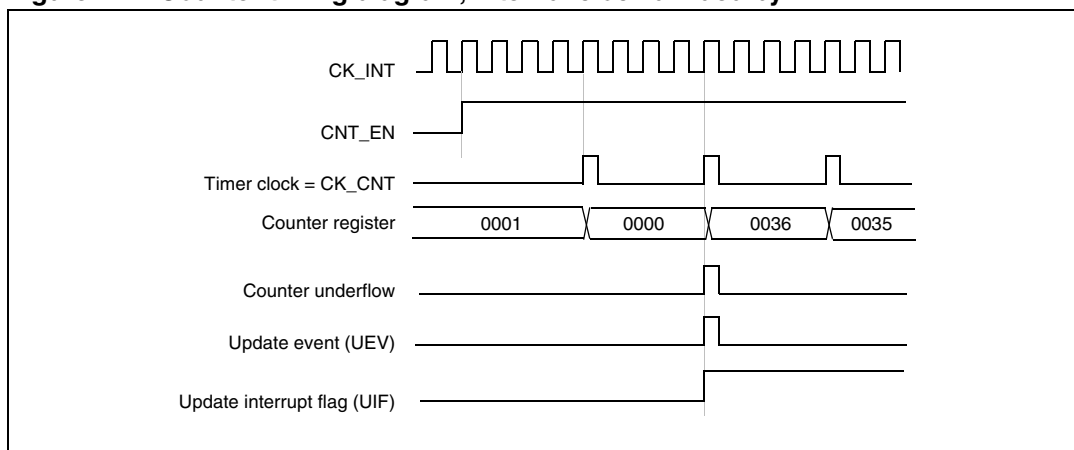 CK_INT
CNT_EN
Timer clock = CK_CNT
Counter register 0001 0000 0036 0035
Counter underflow
Update event (UEV)
Update interrupt flag (UIF)